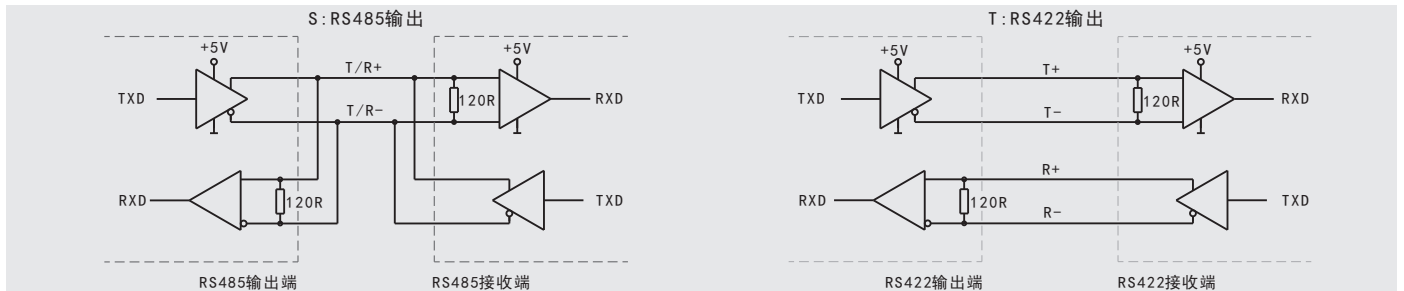 S:RS485输出
+5V
+5V
TXD
T/R+
120R
RXD
T/R-
RXD
120R
TXD
RS485输出端
RS485接收端
T:RS422输出
+5V
+5V
TXD
T+
120R
RXD
T-
RXD
R+
120R
TXD
R-
RS422输出端
RS422接收端